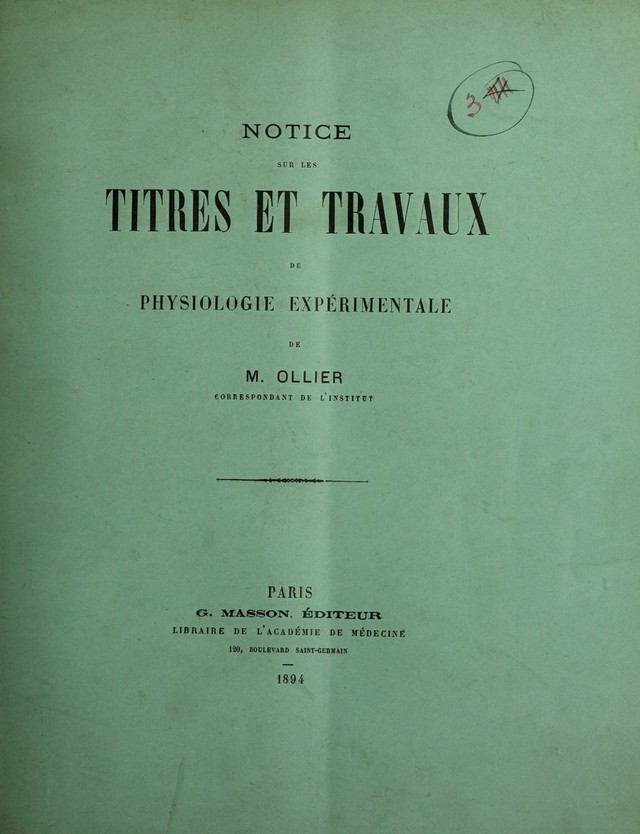 3
NOTICE
SUR LES
TITRES ET TRAVAUX
DE
PHYSIOLOGIE EXPÉRIMENTALE
DE
M. OLLIER
CORRESPONDANT DE L'INSTITUT
PARIS
G. MASSON, ÉDITEUR
LIBRAIRE DE L'ACADÉMIE DE MÉDECINE
120, BOULEVARD SAINT-GERMAIN
1894